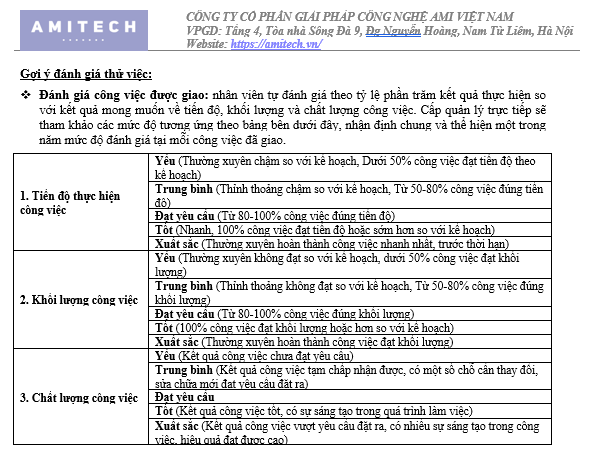 AMITECH
CÔNG TY CỔ PHẦN GIẢI PHÁP CÔNG NGHỆ AMI VIỆT NAM
VPGD: Tầng 4, Tòa nhà Sông Đà 9, Đg Nguyễn Hoàng, Nam Từ Liêm, Hà Nội
Website: https://amitech.vn/
Gợi ý đánh giá thử việc:
❖ Đánh giá công việc được giao: nhân viên tự đánh giá theo tỷ lệ phần trăm kết quả thực hiện so
với kết quả mong muốn về tiến độ, khối lượng và chất lượng công việc. Cấp quản lý trực tiếp sẽ
tham khảo các mức độ tương ứng theo bảng bên dưới đây, nhận định chung và thể hiện một trong
năm mức độ đánh giá tại mỗi công việc đã giao.
1. Tiến độ thực hiện
công việc
Yếu (Thường xuyên chậm so với kế hoạch, Dưới 50% công việc đạt tiến độ theo
kế hoạch)
Trung bình (Thỉnh thoảng chậm so với kế hoạch, Từ 50-80% công việc đúng tiến
độ)
Đạt yêu cầu (Từ 80-100% công việc đúng tiến độ)
Tốt (Nhanh, 100% công việc đạt tiến độ hoặc sớm hơn so với kế hoạch)
Xuất sắc (Thường xuyên hoàn thành công việc nhanh nhất, trước thời hạn)
2. Khối lượng công việc
Yếu (Thường xuyên không đạt so với kế hoạch, dưới 50% công việc đạt khối
lượng)
Trung bình (Thỉnh thoảng không đạt so với kế hoạch, Từ 50-80% công việc đúng
khối lượng)
Đạt yêu cầu (Từ 80-100% công việc đúng khối lượng)
Tốt (100% công việc đạt khối lượng hoặc hơn so với kế hoạch)
Xuất sắc (Thường xuyên hoàn thành công việc đạt khối lượng)
3. Chất lượng công việc
Yếu (Kết quả công việc chưa đạt yêu cầu)
Trung bình (Kết quả công việc tạm chấp nhận được, có một số chỗ cần thay đổi,
sửa chữa mới đạt yêu cầu đặt ra)
Đạt yêu cầu
Tốt (Kết quả công việc tốt, có sự sáng tạo trong quá trình làm việc)
Xuất sắc (Kết quả công việc vượt yêu cầu đặt ra, có nhiều sự sáng tạo trong công
việc, hiệu quả đạt được cao)